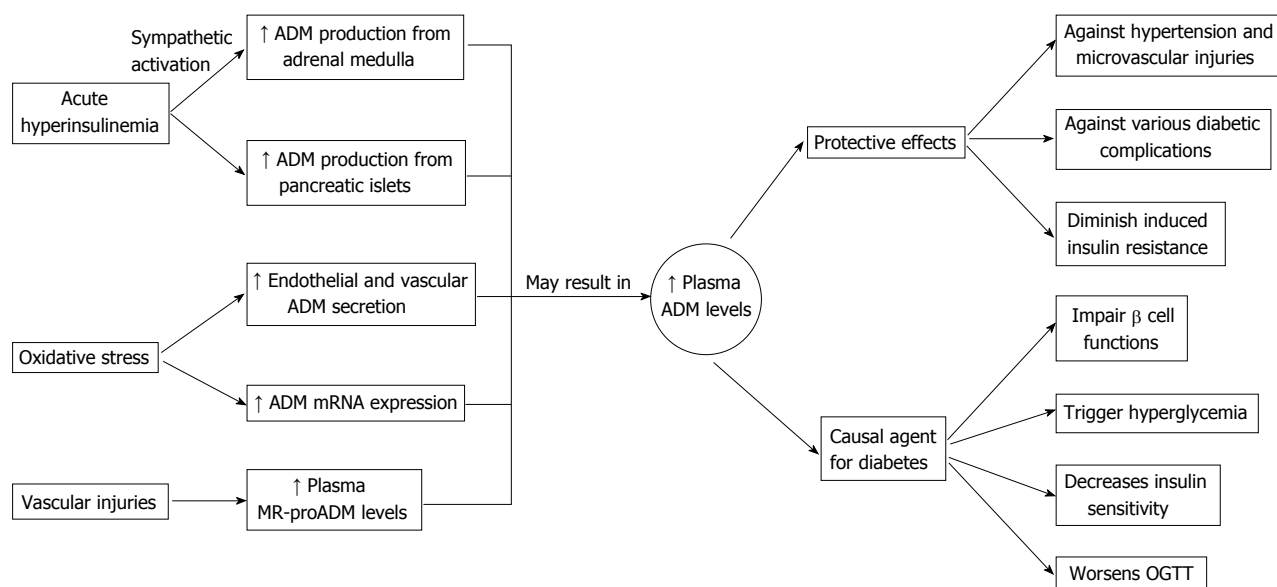 Sympathetic
activation
↑ ADM production from
adrenal medulla
Acute
hyperinsulinemia
↑ ADM production from
pancreatic islets
↑ Endothelial and vascular
ADM secretion
Oxidative stress
↑ ADM mRNA expression
Vascular injuries
↑ Plasma
MR-proADM levels
May result in
↑ Plasma
ADM levels
Protective effects
Against hypertension and
microvascular injuries
Against various diabetic
complications
Diminish induced
insulin resistance
Causal agent
for diabetes
Impair β cell
functions
Trigger hyperglycemia
Decreases insulin
sensitivity
Worsens OGTT